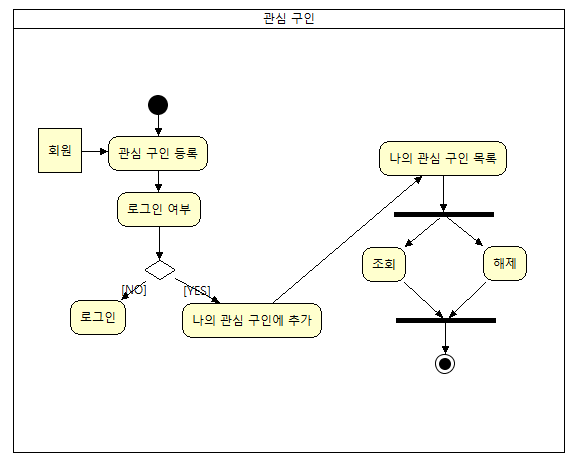 관심 구인
회원
관심 구인 등록
로그인 여부
[NO]
[YES]
로그인
나의 관심 구인에 추가
나의 관심 구인 목록
조회
해제